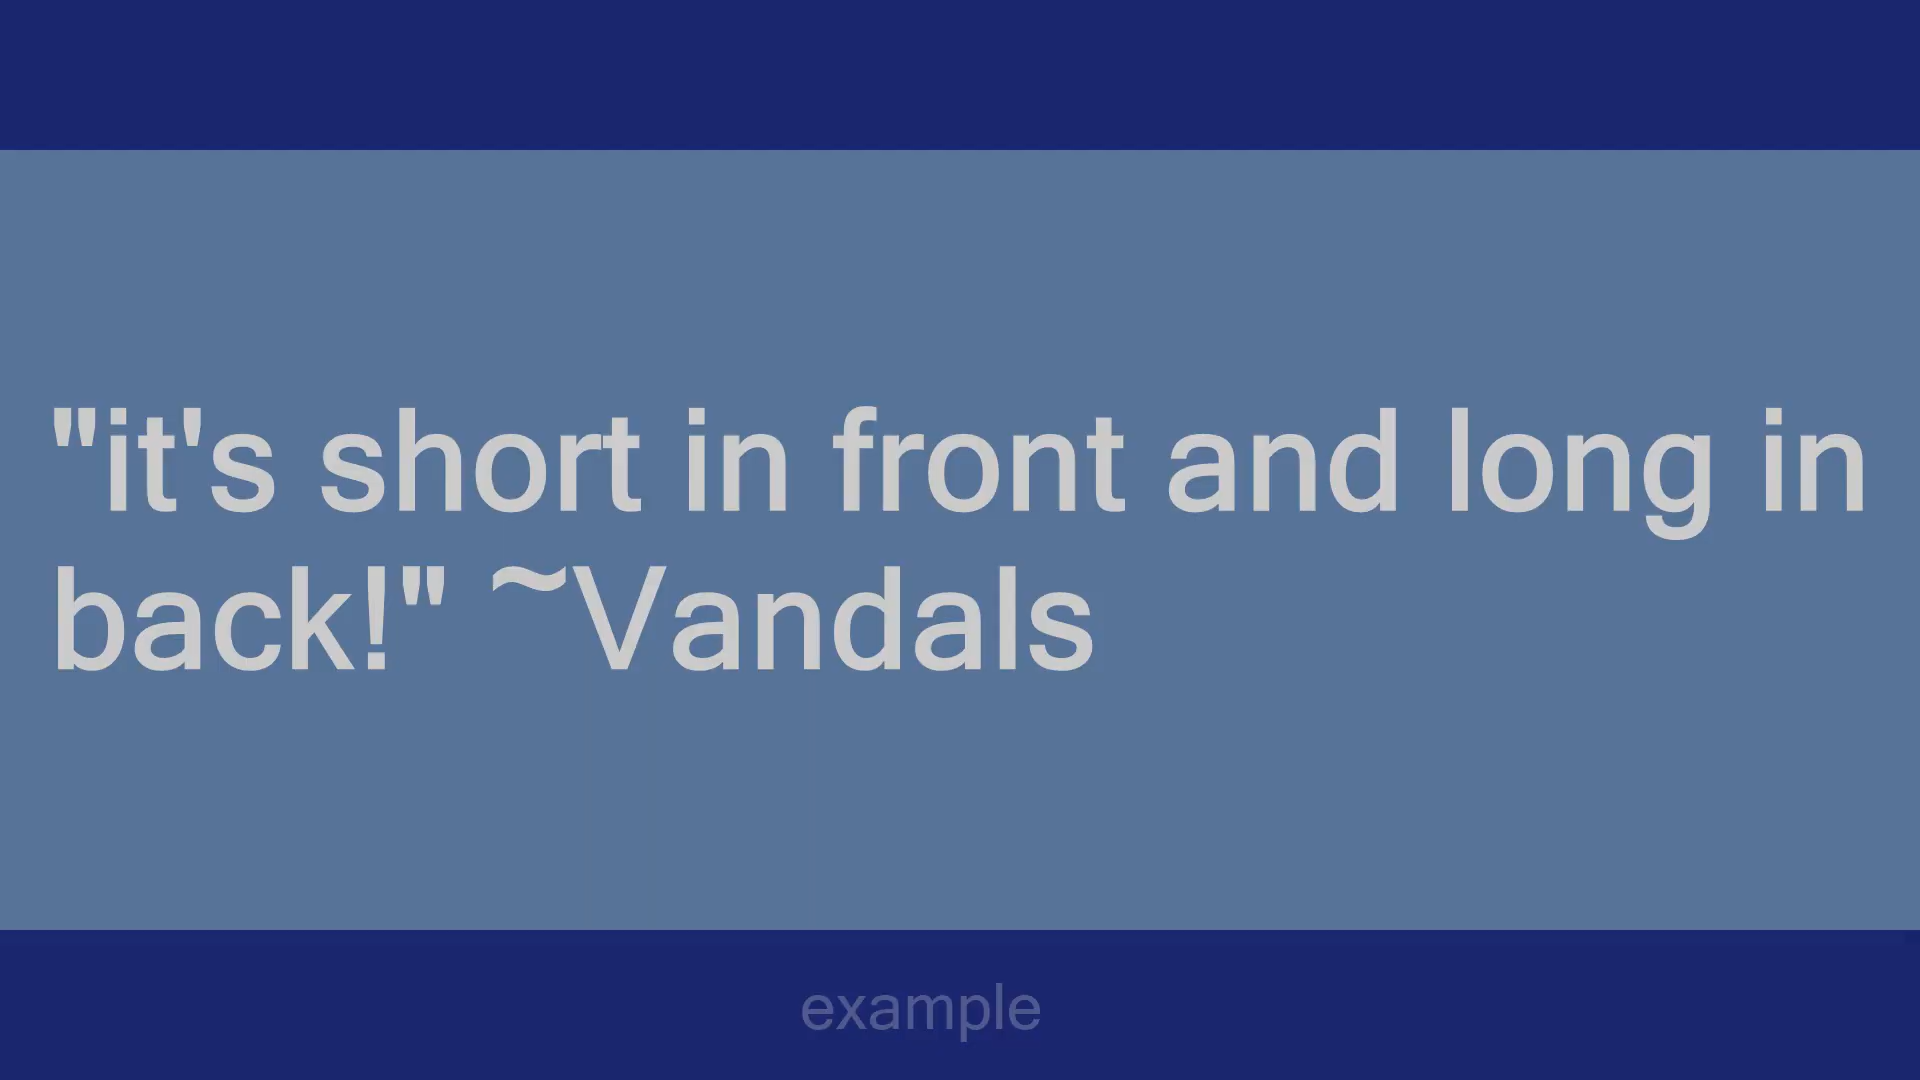 "it's short in front and long in
back!" ~Vandals
example